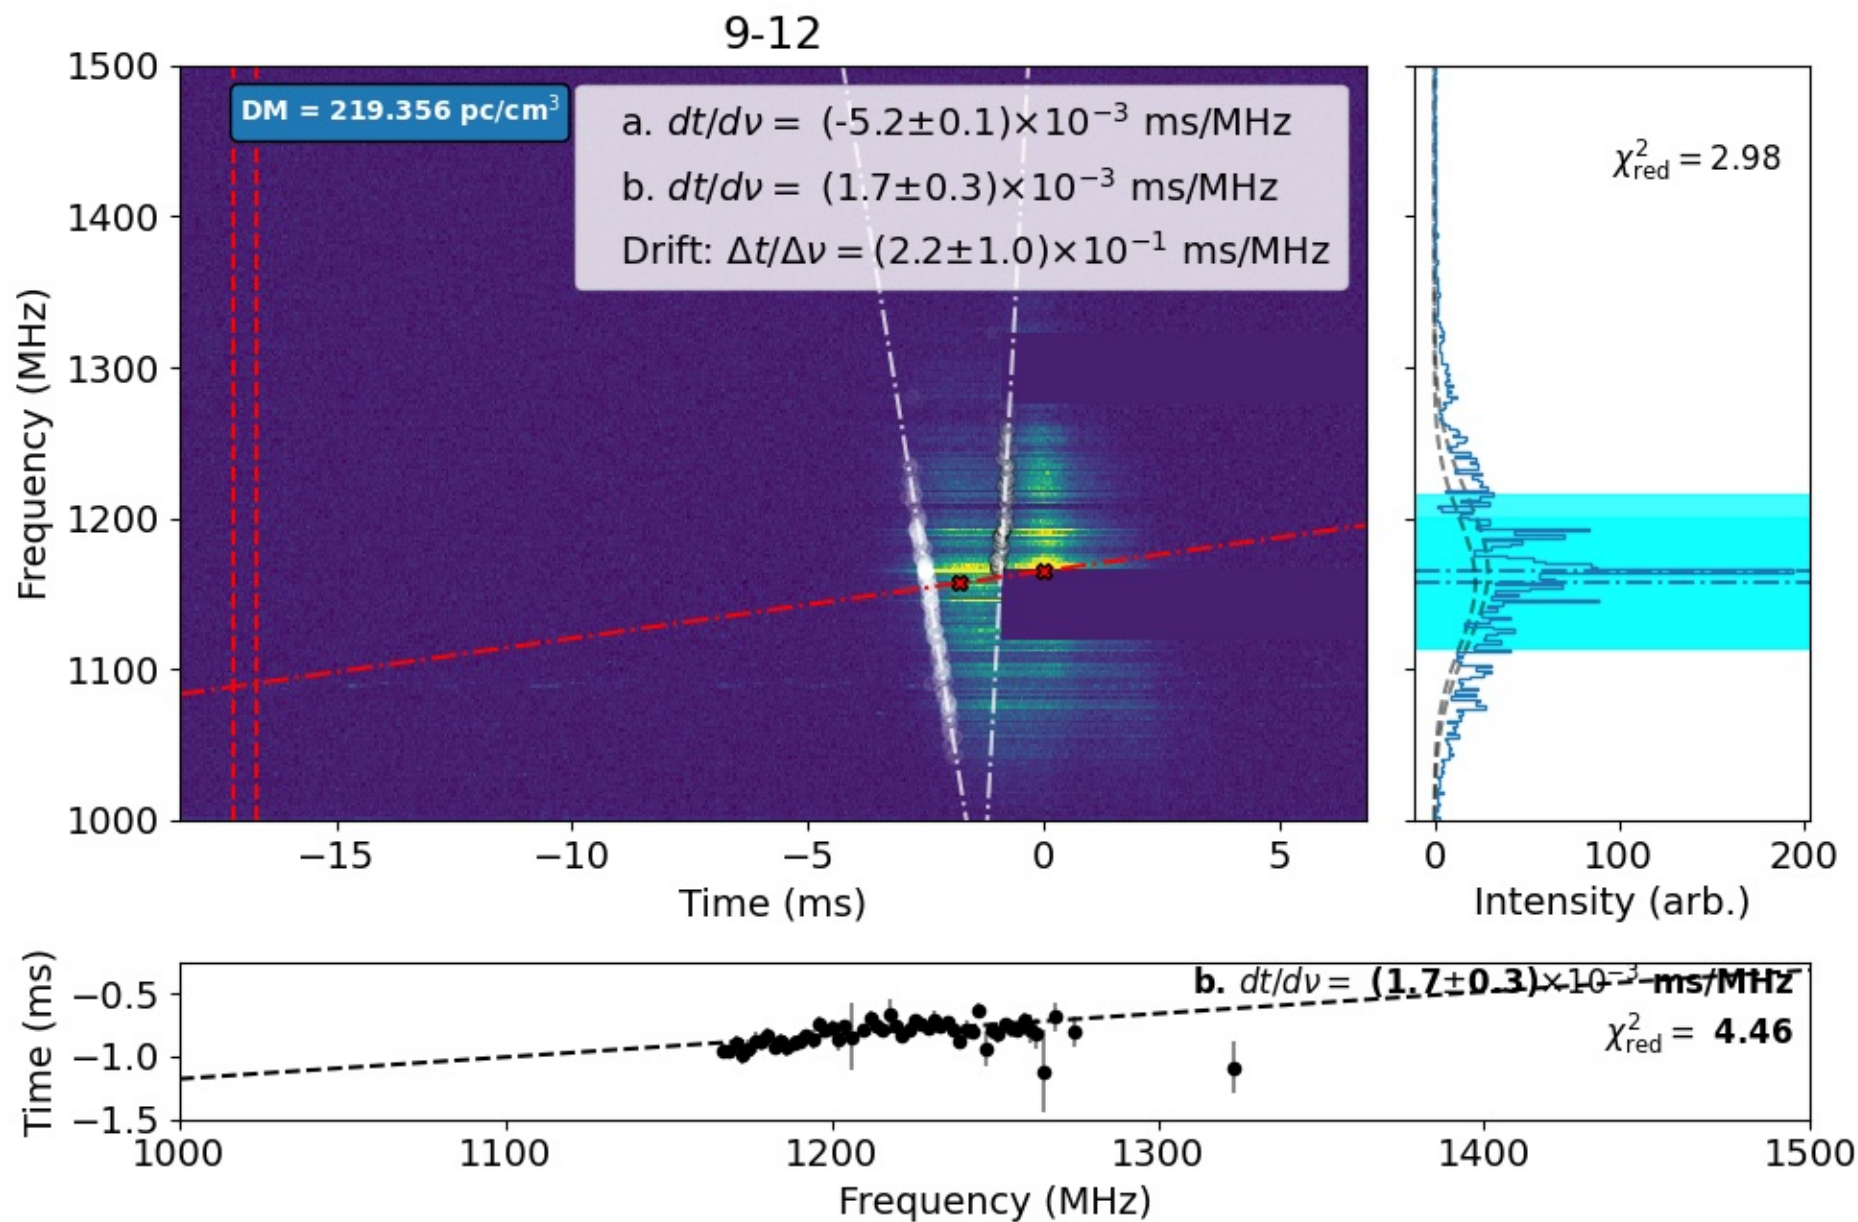 9-12
1500
1400
1300
1200
1100
1000
Frequency (MHz)
DM = 219.356 pc/cm³
a. dt/dν = (-5.2±0.1)×10⁻³ ms/MHz
b. dt/dν = (1.7±0.3)×10⁻³ ms/MHz
Drift: Δt/Δν = (2.2±1.0)×10⁻¹ ms/MHz
−15 −10 −5 0 5
Time (ms)
χ²red = 2.98
0 100 200
Intensity (arb.)
Time (ms)
−0.5
−1.0
−1.5
b. dt/dν = (1.7±0.3)×10⁻³ ms/MHz
χ²red = 4.46
1000 1100 1200 1300 1400 1500
Frequency (MHz)